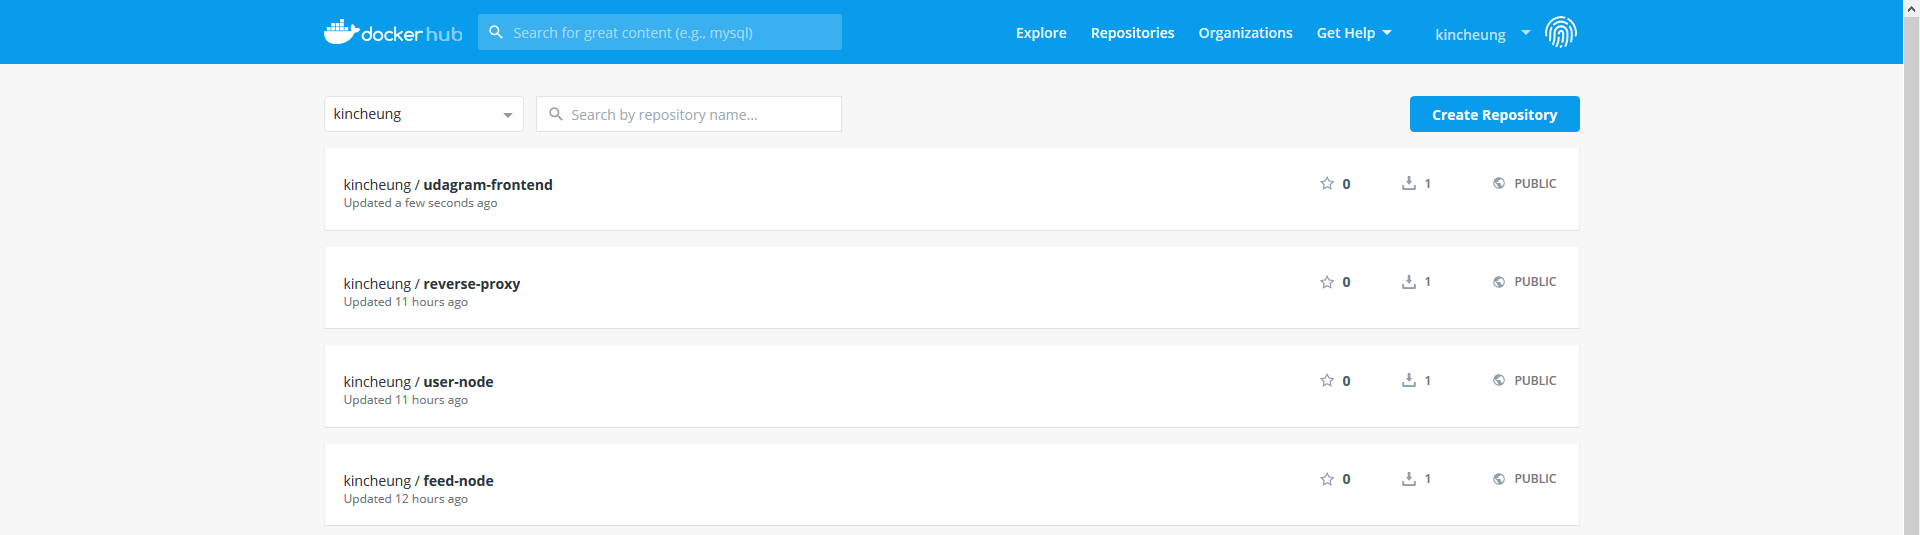 docker hub
Search for great content (e.g., mysql)
Explore
Repositories
Organizations
Get Help
kincheung
kincheung
Search by repository name...
Create Repository
kincheung / udagram-frontend
0
1
PUBLIC
Updated a few seconds ago
kincheung / reverse-proxy
0
1
PUBLIC
Updated 11 hours ago
kincheung / user-node
0
1
PUBLIC
Updated 11 hours ago
kincheung / feed-node
0
1
PUBLIC
Updated 12 hours ago